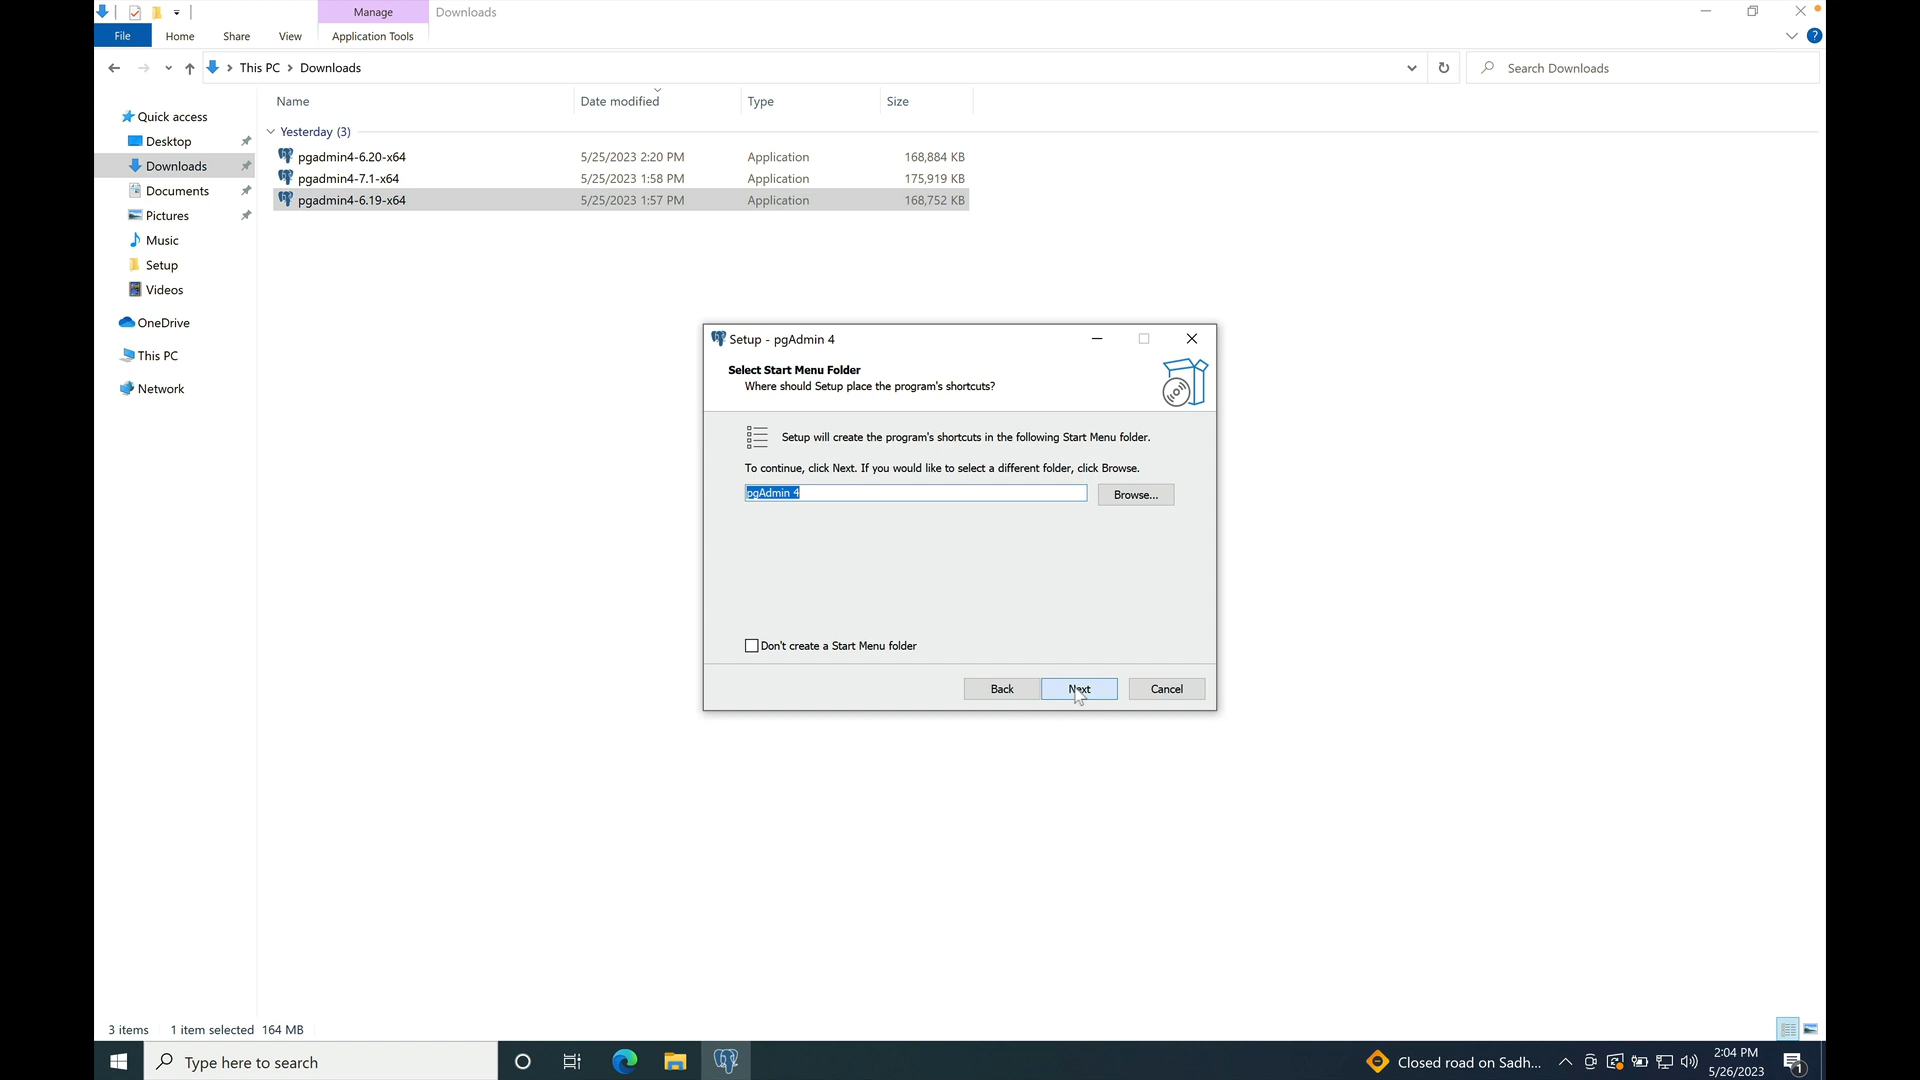 Manage
Downloads
File
Home
Share
View
Application Tools
?
This PC
Downloads
Search Downloads
Name
Date modified
Type
Size
Quick access
Desktop
Downloads
Documents
Pictures
Music
Setup
Videos
OneDrive
This PC
Network
Yesterday (3)
pgadmin4-6.20-x64 5/25/2023 2:20 PM Application 168,884 KB
pgadmin4-7.1-x64 5/25/2023 1:58 PM Application 175,919 KB
pgadmin4-6.19-x64 5/25/2023 1:57 PM Application 168,752 KB
Setup - pgAdmin 4
Select Start Menu Folder
Where should Setup place the program's shortcuts?
Setup will create the program's shortcuts in the following Start Menu folder.
To continue, click Next. If you would like to select a different folder, click Browse.
pgAdmin 4
Browse...
Don't create a Start Menu folder
Back
Next
Cancel
3 items
1 item selected 164 MB
Type here to search
Closed road on Sadh...
2:04 PM
5/26/2023
1